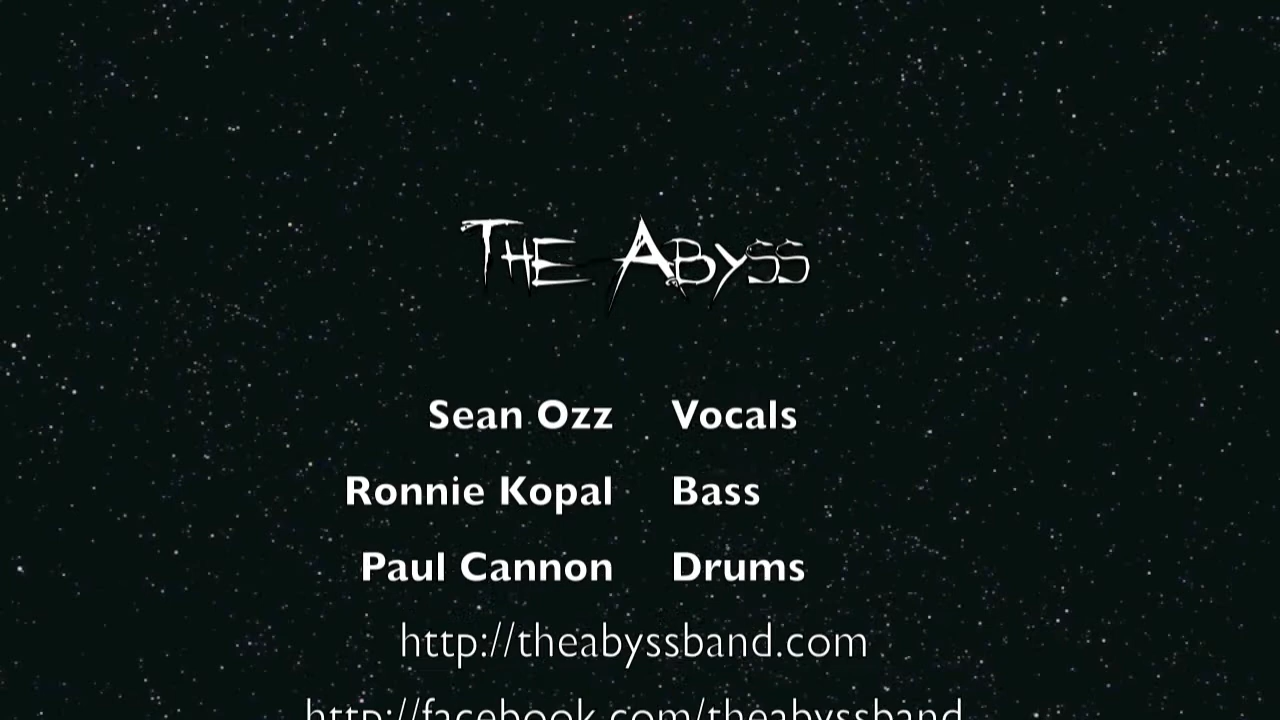 The Abyss
Sean Ozz Vocals
Ronnie Kopal Bass
Paul Cannon Drums
http://theabyssband.com
http://facebook.com/theabyssband